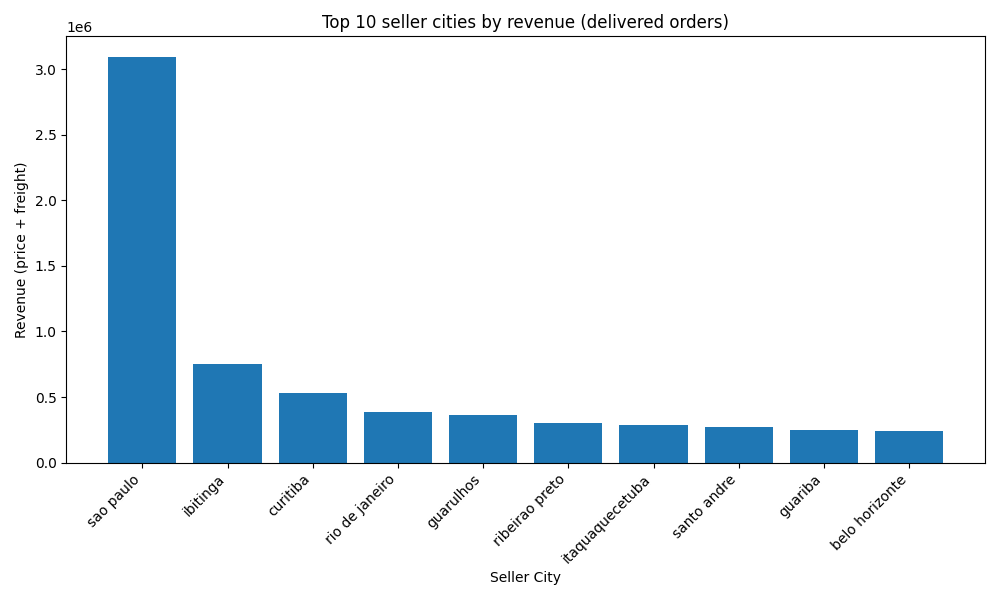 Top 10 seller cities by revenue (delivered orders)
1e6
3.0
2.5
2.0
1.5
1.0
0.5
0.0
Revenue (price + freight)
sao paulo
ibitinga
curitiba
rio de janeiro
guarulhos
ribeirao preto
itaquaquecetuba
santo andre
guariba
belo horizonte
Seller City